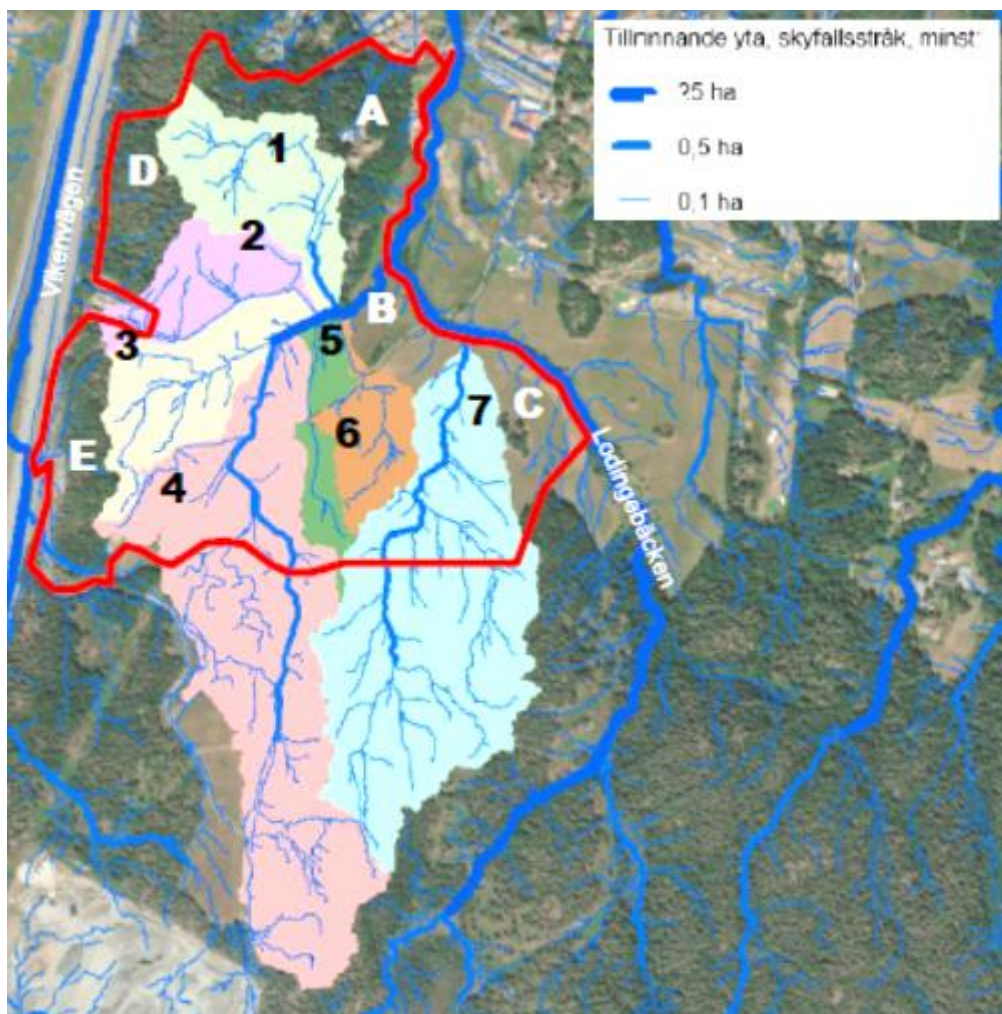 Tillrinnande yta, skyfallsstråk, minst:
25 ha
0,5 ha
0,1 ha
A
1
D
Vikenvägen
2
B
3
5
C
7
6
E
4
Lodingebäcken